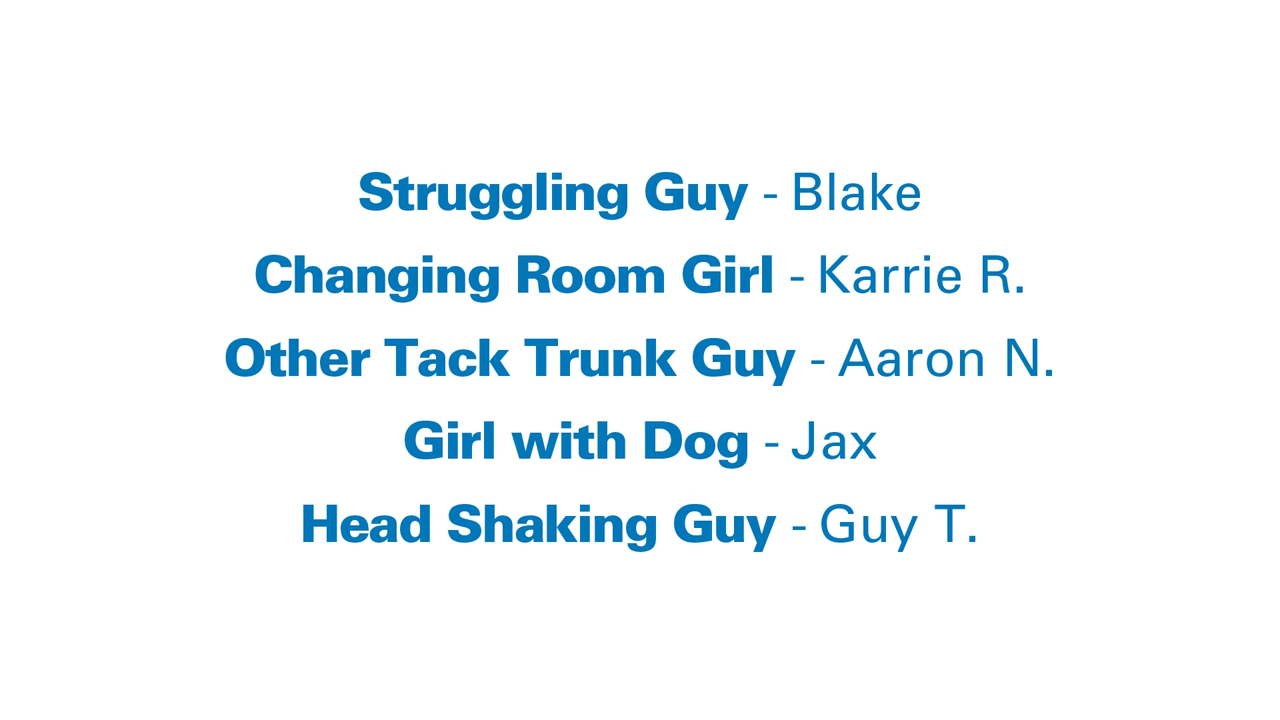 Struggling Guy - Blake
Changing Room Girl - Karrie R.
Other Tack Trunk Guy - Aaron N.
Girl with Dog - Jax
Head Shaking Guy - Guy T.